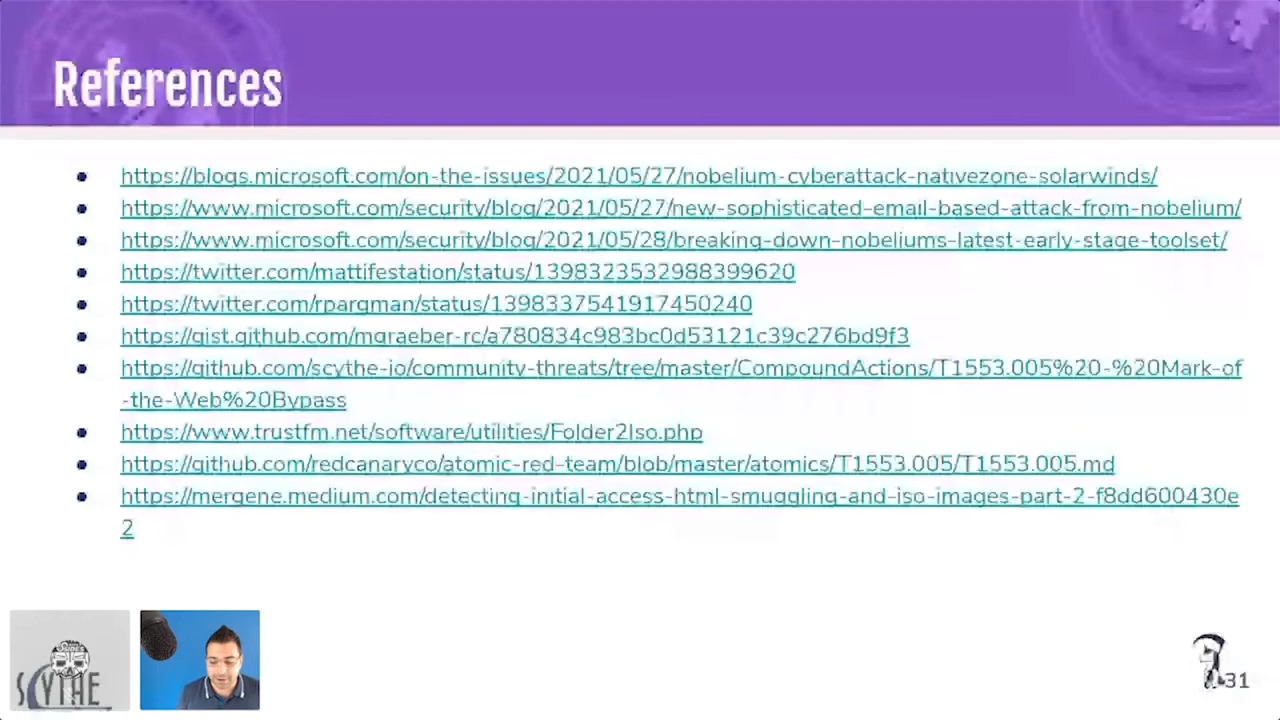 References
https://blogs.microsoft.com/on-the-issues/2021/05/27/nobelium-cyberattack-nativezone-solarwinds/
https://www.microsoft.com/security/blog/2021/05/27/new-sophisticated-email-based-attack-from-nobelium/
https://www.microsoft.com/security/blog/2021/05/28/breaking-down-nobeliums-latest-early-stage-toolset/
https://twitter.com/mattifestation/status/1398323532988399620
https://twitter.com/rpargman/status/1398337541917450240
https://gist.github.com/mgraeber-rc/a780834c983bc0d53121c39c276bd9f3
https://github.com/scythe-io/community-threats/tree/master/CompoundActions/T1553.005%20-%20Mark-of
-the-Web%20Bypass
https://www.trustfm.net/software/utilities/Folder2Iso.php
https://github.com/redcanaryco/atomic-red-team/blob/master/atomics/T1553.005/T1553.005.md
https://mergene.medium.com/detecting-initial-access-html-smuggling-and-iso-images-part-2-f8dd600430e
2
SCYTHE
31